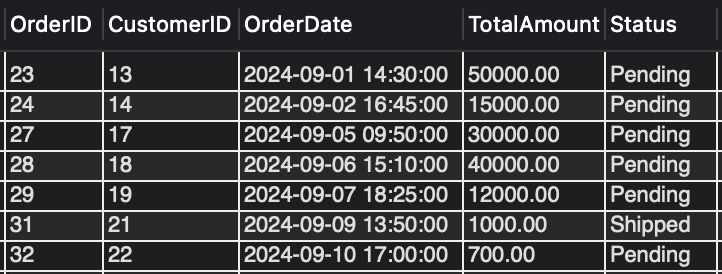 OrderID CustomerID OrderDate TotalAmount Status
23 13 2024-09-01 14:30:00 50000.00 Pending
24 14 2024-09-02 16:45:00 15000.00 Pending
27 17 2024-09-05 09:50:00 30000.00 Pending
28 18 2024-09-06 15:10:00 40000.00 Pending
29 19 2024-09-07 18:25:00 12000.00 Pending
31 21 2024-09-09 13:50:00 1000.00 Shipped
32 22 2024-09-10 17:00:00 700.00 Pending